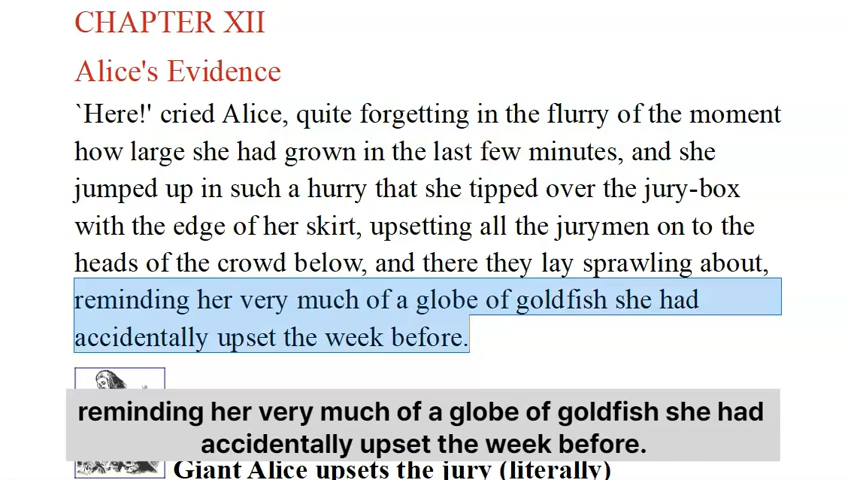 CHAPTER XII
Alice's Evidence
`Here!' cried Alice, quite forgetting in the flurry of the moment
how large she had grown in the last few minutes, and she
jumped up in such a hurry that she tipped over the jury-box
with the edge of her skirt, upsetting all the jurymen on to the
heads of the crowd below, and there they lay sprawling about,
reminding her very much of a globe of goldfish she had
accidentally upset the week before.
reminding her very much of a globe of goldfish she had
accidentally upset the week before.
Giant Alice upsets the jury (literally)